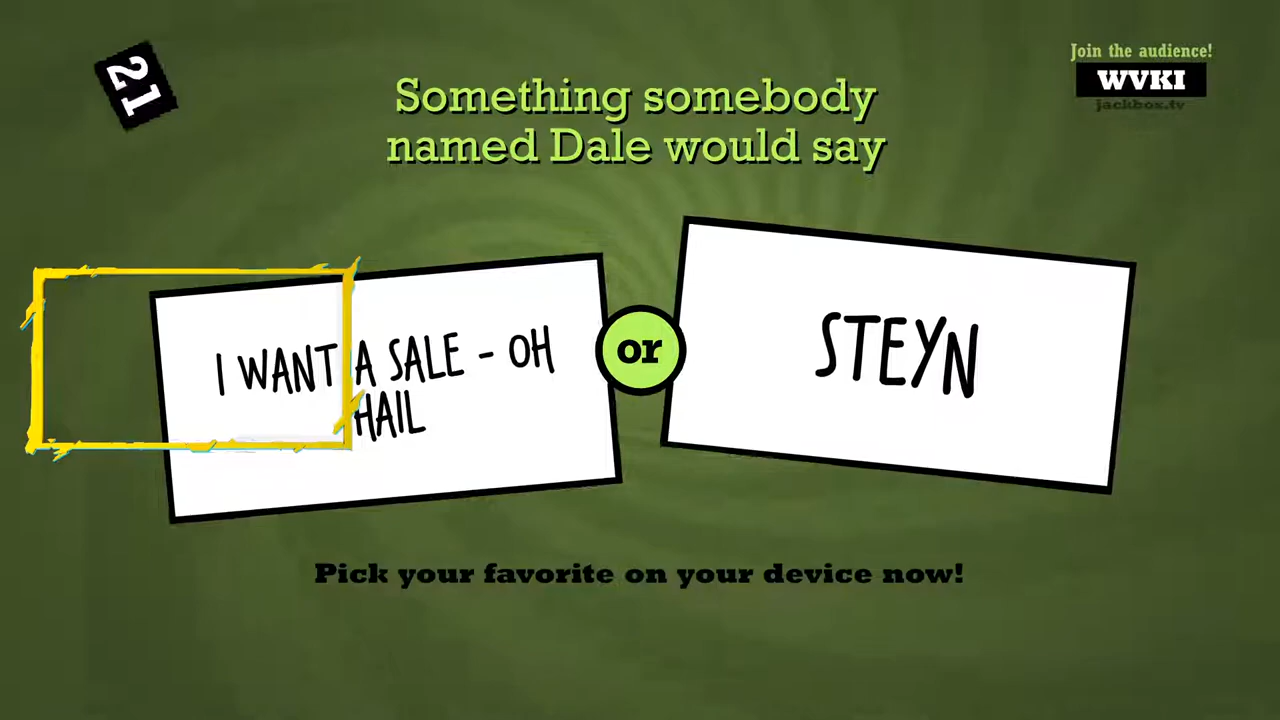 21
Join the audience!
WVKI
jackbox.tv
Something somebody
named Dale would say
I WANT A SALE - OH
HAIL
or
STEYN
Pick your favorite on your device now!